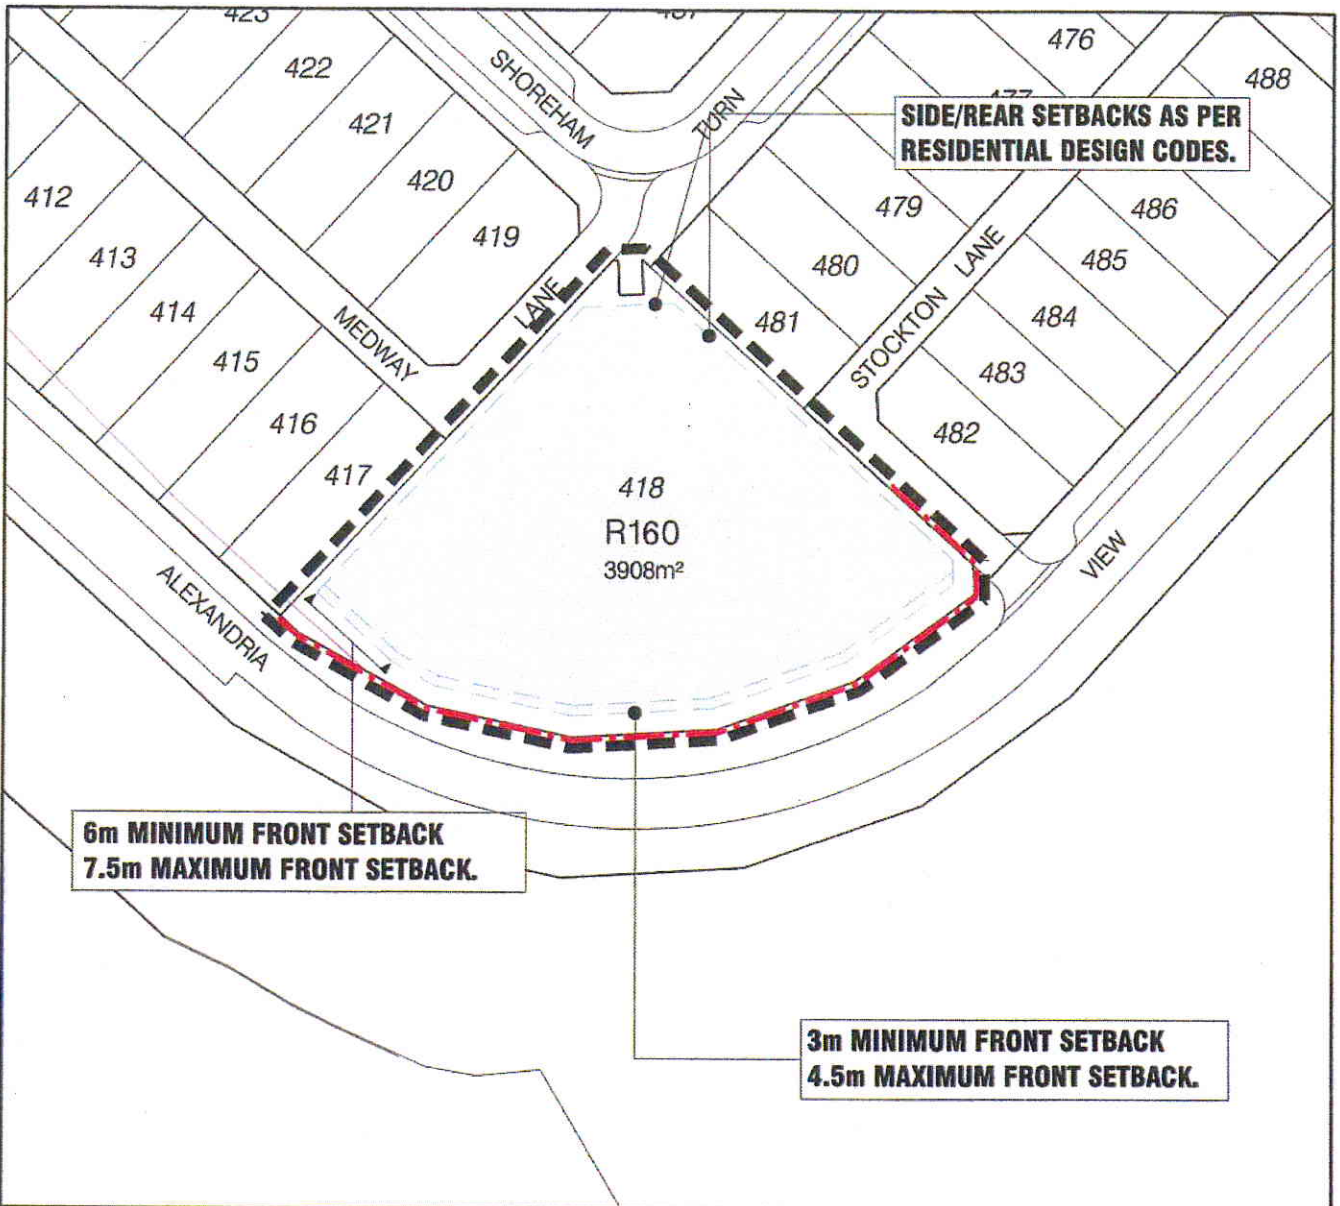 423
422
421
420
419
412
413
414
415
416
417
SHOREHAM
TURN
476
488
SIDE/REAR SETBACKS AS PER
RESIDENTIAL DESIGN CODES.
479
480
481
486
485
484
483
482
STOCKTON LANE
MEDWAY
LANE
418
R160
3908m²
ALEXANDRIA
VIEW
6m MINIMUM FRONT SETBACK
7.5m MAXIMUM FRONT SETBACK.
3m MINIMUM FRONT SETBACK
4.5m MAXIMUM FRONT SETBACK.